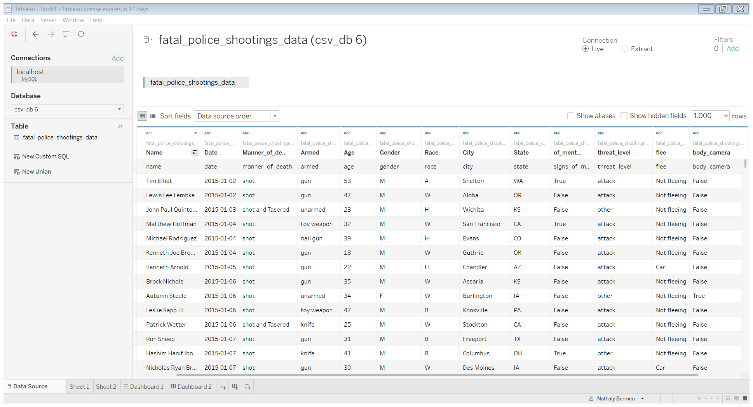 Tableau - Book1 - Tableau license expires in 14 days
File Data Server Window Help
Connections Add
localhost
MySQL
Database
csv_db 6
Table
fatal_police_shootings_data
New Custom SQL
New Union
fatal_police_shootings_data (csv_db 6)
Connection
Live Extract
Filters
0 Add
fatal_police_shootings_data
Sort fields Data source order Show aliases Show hidden fields 1.000 rows
Name Date Manner_of_de... Armed Age Gender Race City State of_ment... threat_level flee body_camera
name date manner_of_death armed age gender race city state signs_of_m... threat_level flee body_camera
Tim Elliot 2015-01-02 shot gun 53 M A Shelton WA True attack Not fleeing False
Lewis Lee Lembke 2015-01-02 shot gun 47 M W Aloha OR False attack Not fleeing False
John Paul Quinte... 2015-01-03 shot and Tasered unarmed 23 M H Wichita KS False other Not fleeing False
Matthew Hoffman 2015-01-04 shot toy weapon 32 M W San Francisco CA True attack Not fleeing False
Michael Rodriguez 2015-01-04 shot nail gun 39 M H Evans CO False attack Not fleeing False
Kenneth Joe Bro... 2015-01-04 shot gun 18 M W Guthrie OK False attack Not fleeing False
Kenneth Arnold 2015-01-05 shot gun 22 M H Chandler AZ False attack Car False
Brock Nichols 2015-01-06 shot gun 35 M W Assaria KS False attack Not fleeing False
Autumn Steele 2015-01-06 shot unarmed 34 F W Burlington IA False other Not fleeing True
Leslie Sapp III 2015-01-06 shot toy weapon 47 M B Knoxville PA False attack Not fleeing False
Patrick Wetter 2015-01-06 shot and Tasered knife 25 M W Stockton CA False attack Not fleeing False
Ron Sneed 2015-01-07 shot gun 31 M B Freeport TX False attack Not fleeing False
Hashim Hanif Ibn 2015-01-07 shot knife 41 M B Columbus OH True other Not fleeing False
Nicholas Ryan Br... 2015-01-07 shot gun 30 M W Des Moines IA False attack Car False
Data Source Sheet 1 Sheet 2 Dashboard 1 Dashboard 2
Nathaly Bermeo